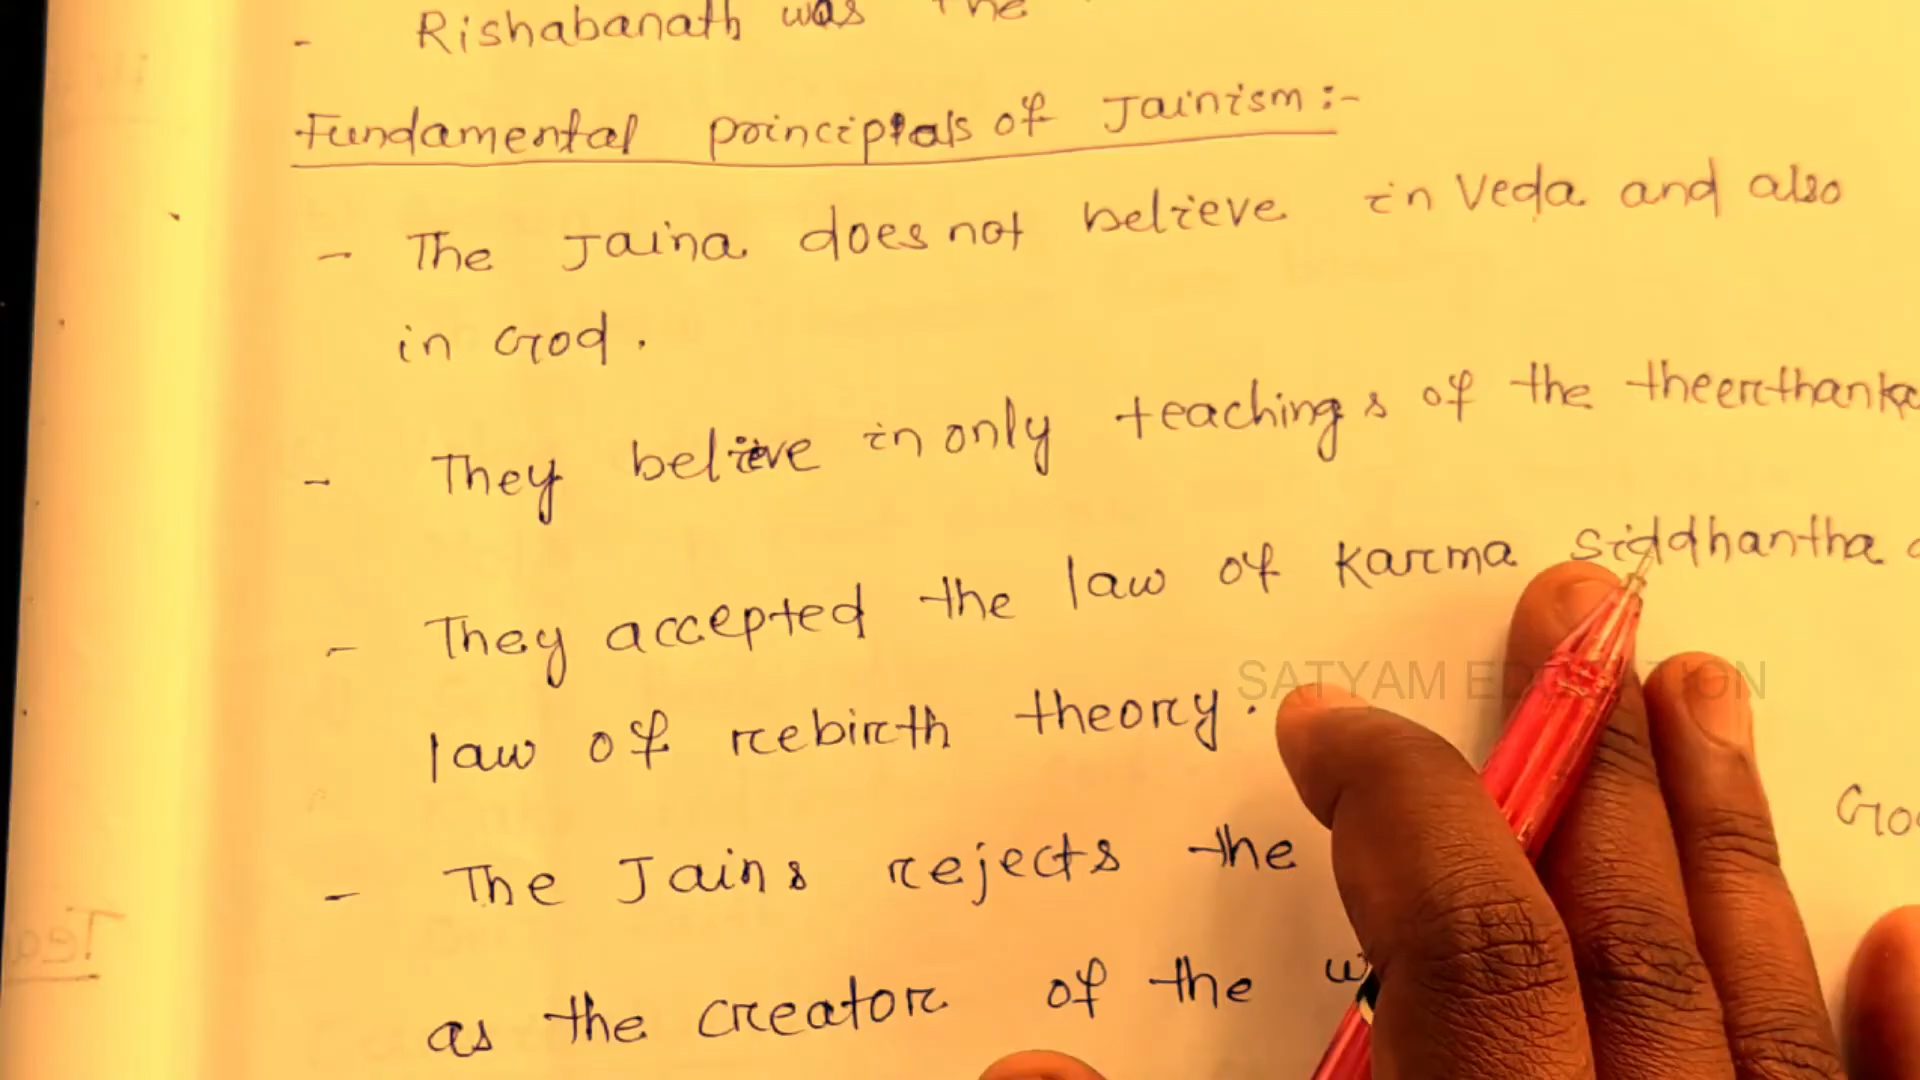 - Rishabanath was the
Fundamental principals of Jainism :-
- The Jaina does not believe in Veda and also
in God.
- They believe in only teachings of the
- They accepted the law of Karma Siddhantha
law of rebirth theory.
SATYAM EDUCATION
- The Jains rejects the
as the creator of the